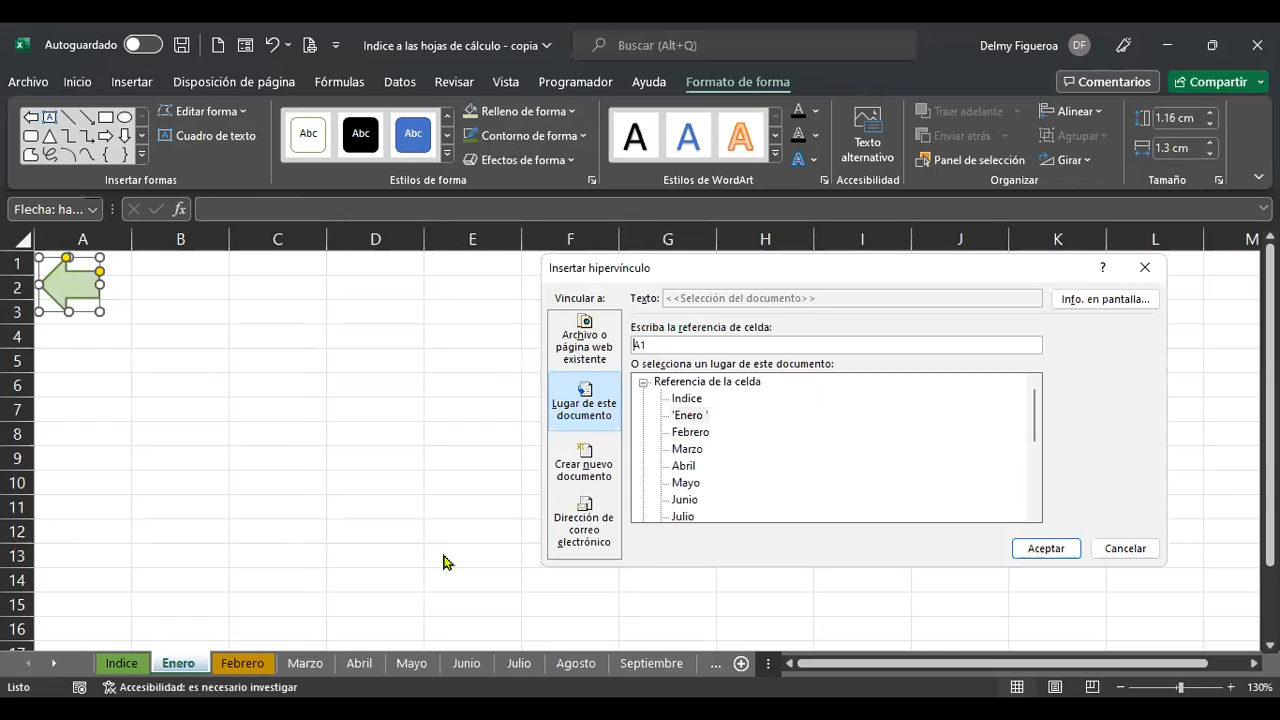 Autoguardado
Indice a las hojas de cálculo - copia
Buscar (Alt+Q)
Delmy Figueroa
DF
Archivo Inicio Insertar Disposición de página Fórmulas Datos Revisar Vista Programador Ayuda Formato de forma
Comentarios
Compartir
Editar forma
Cuadro de texto
Insertar formas
Abc Abc Abc
Relleno de forma
Contorno de forma
Efectos de forma
Estilos de forma
A A A
Estilos de WordArt
Texto
alternativo
Accesibilidad
Traer adelante
Enviar atrás
Panel de selección
Alinear
Agrupar
Girar
Organizar
1.16 cm
1.3 cm
Tamaño
Flecha: ha...
fx
A B C D E F G H I J K L M
1
2
3
4
5
6
7
8
9
10
11
12
13
14
15
16
17
Insertar hipervínculo
?
Vincular a:
Texto: <<Selección del documento>>
Info. en pantalla...
Archivo o
página web
existente
Lugar de este
documento
Crear nuevo
documento
Dirección de
correo
electrónico
Escriba la referencia de celda:
A1
O selecciona un lugar de este documento:
Referencia de la celda
Indice
'Enero '
Febrero
Marzo
Abril
Mayo
Junio
Julio
Aceptar
Cancelar
Indice Enero Febrero Marzo Abril Mayo Junio Julio Agosto Septiembre ...
Listo
Accesibilidad: es necesario investigar
130%